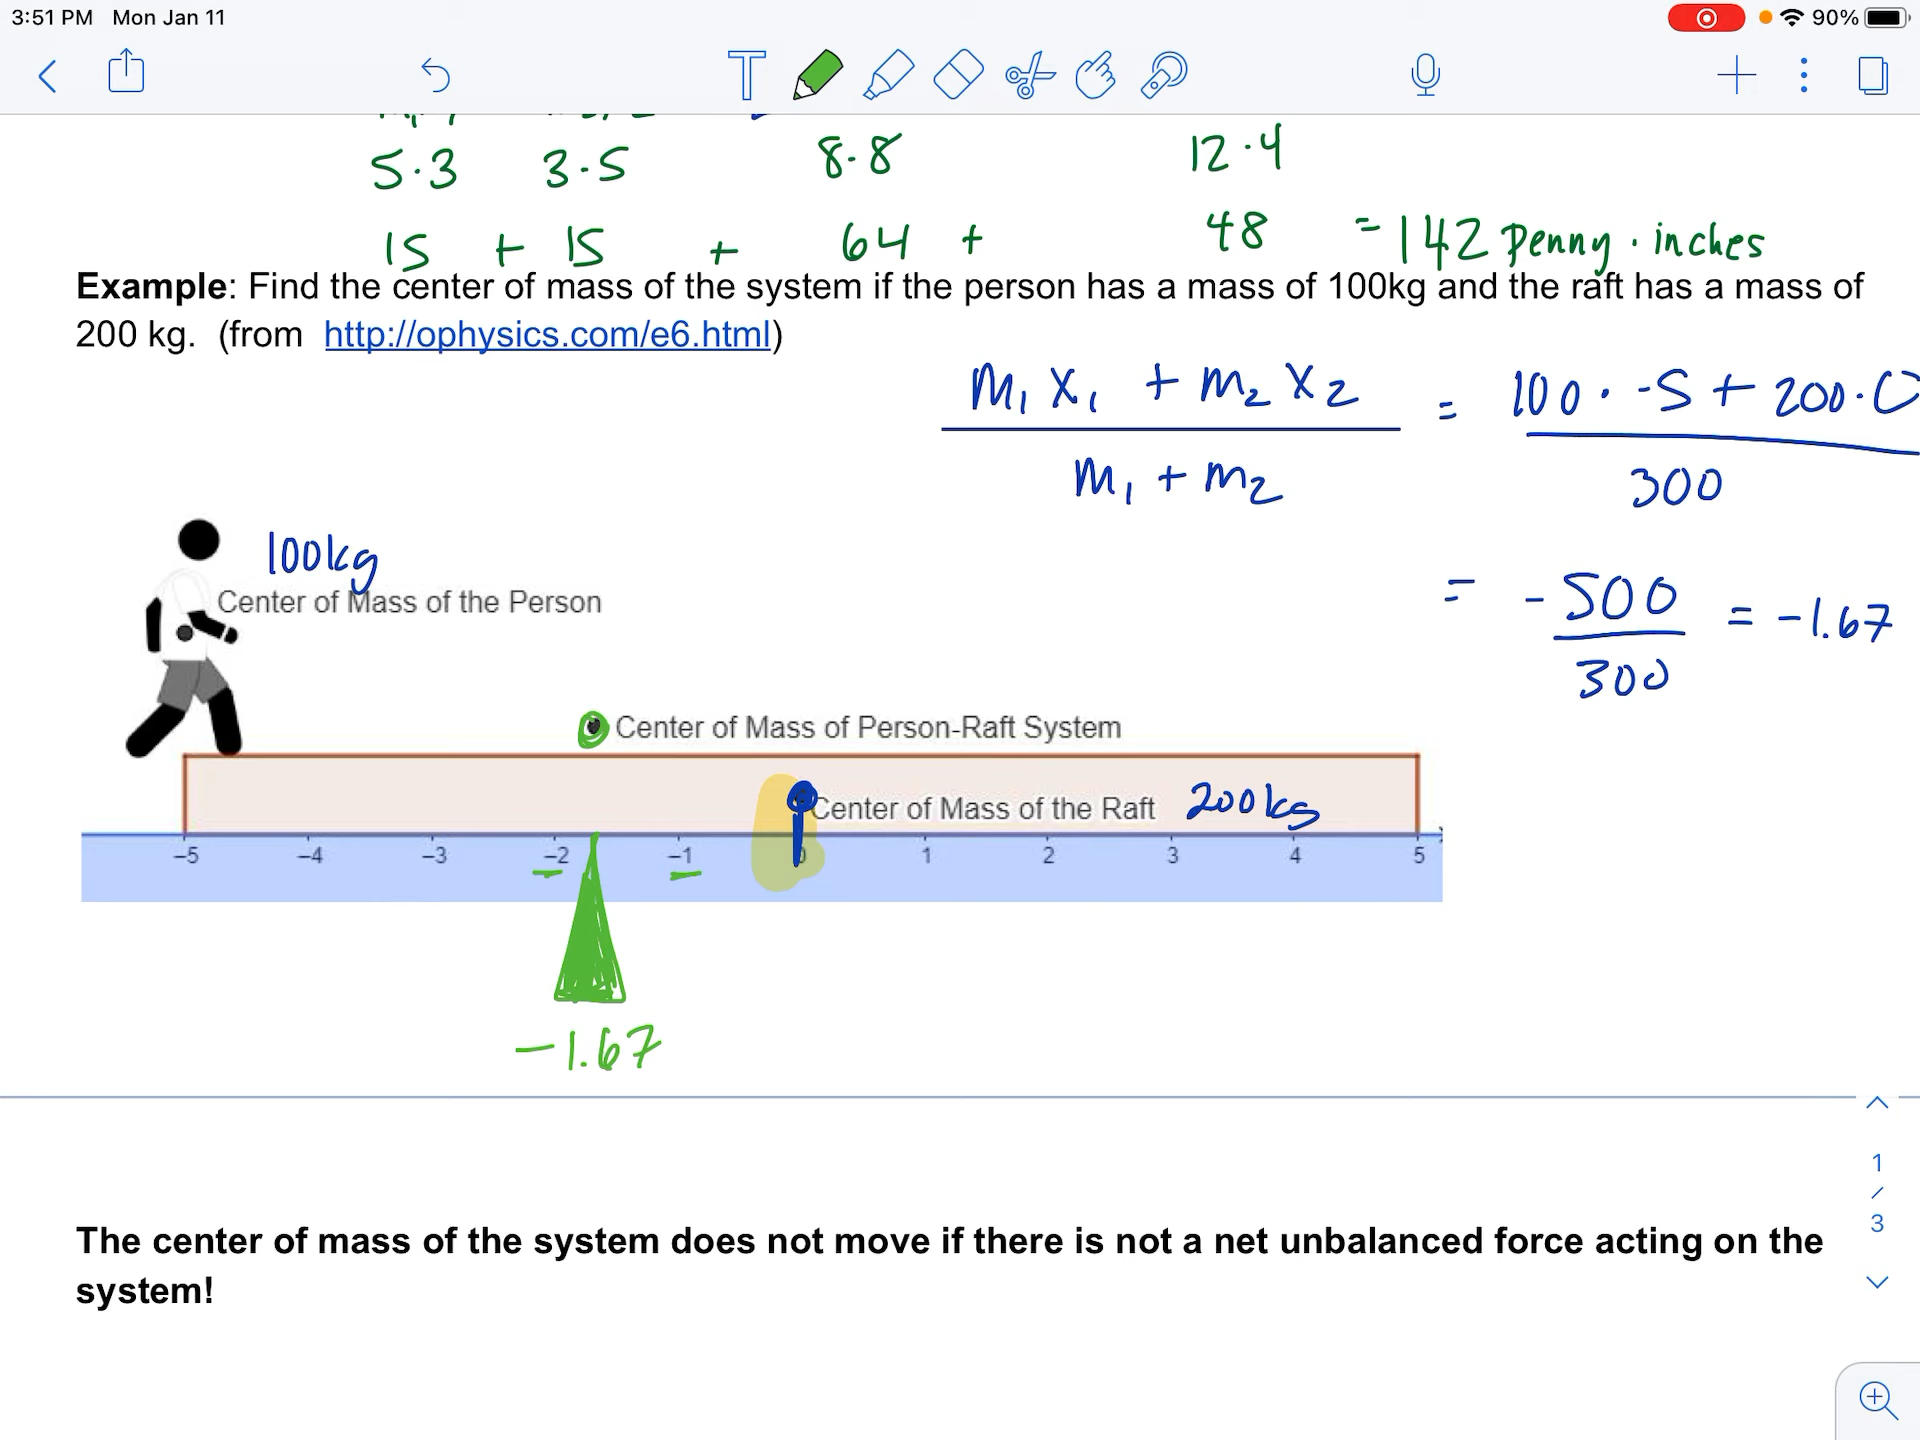 3:51 PM Mon Jan 11 90%
T
5·3 3·5 8·8 12·4
15 + 15 + 64 + 48 = 142 penny·inches
Example: Find the center of mass of the system if the person has a mass of 100kg and the raft has a mass of
200 kg. (from http://ophysics.com/e6.html)
m₁ x₁ + m₂ x₂ = 100 · -5 + 200·0
m₁ + m₂ 300
100kg
Center of Mass of the Person
= -500 = -1.67
300
Center of Mass of Person-Raft System
Center of Mass of the Raft 200kg
–5 –4 –3 –2 –1 0 1 2 3 4 5
-1.67
1
/
3
The center of mass of the system does not move if there is not a net unbalanced force acting on the
system!